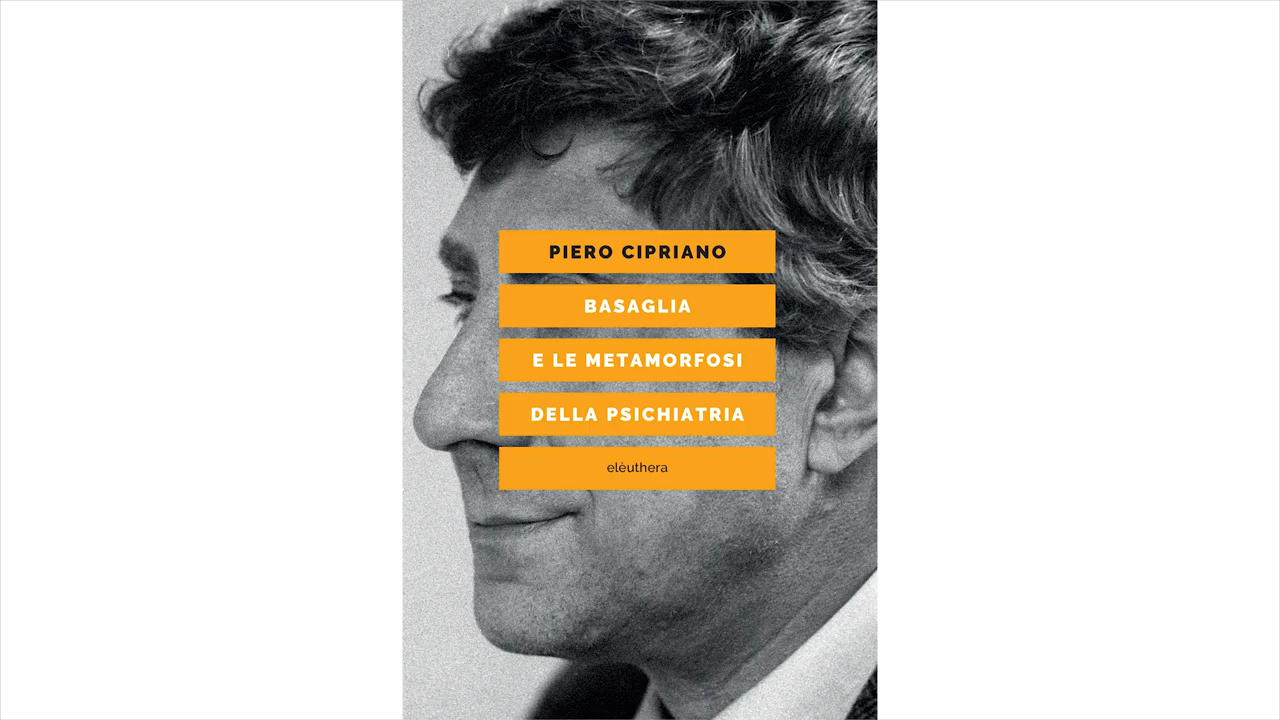 PIERO CIPRIANO
BASAGLIA
E LE METAMORFOSI
DELLA PSICHIATRIA
elèuthera